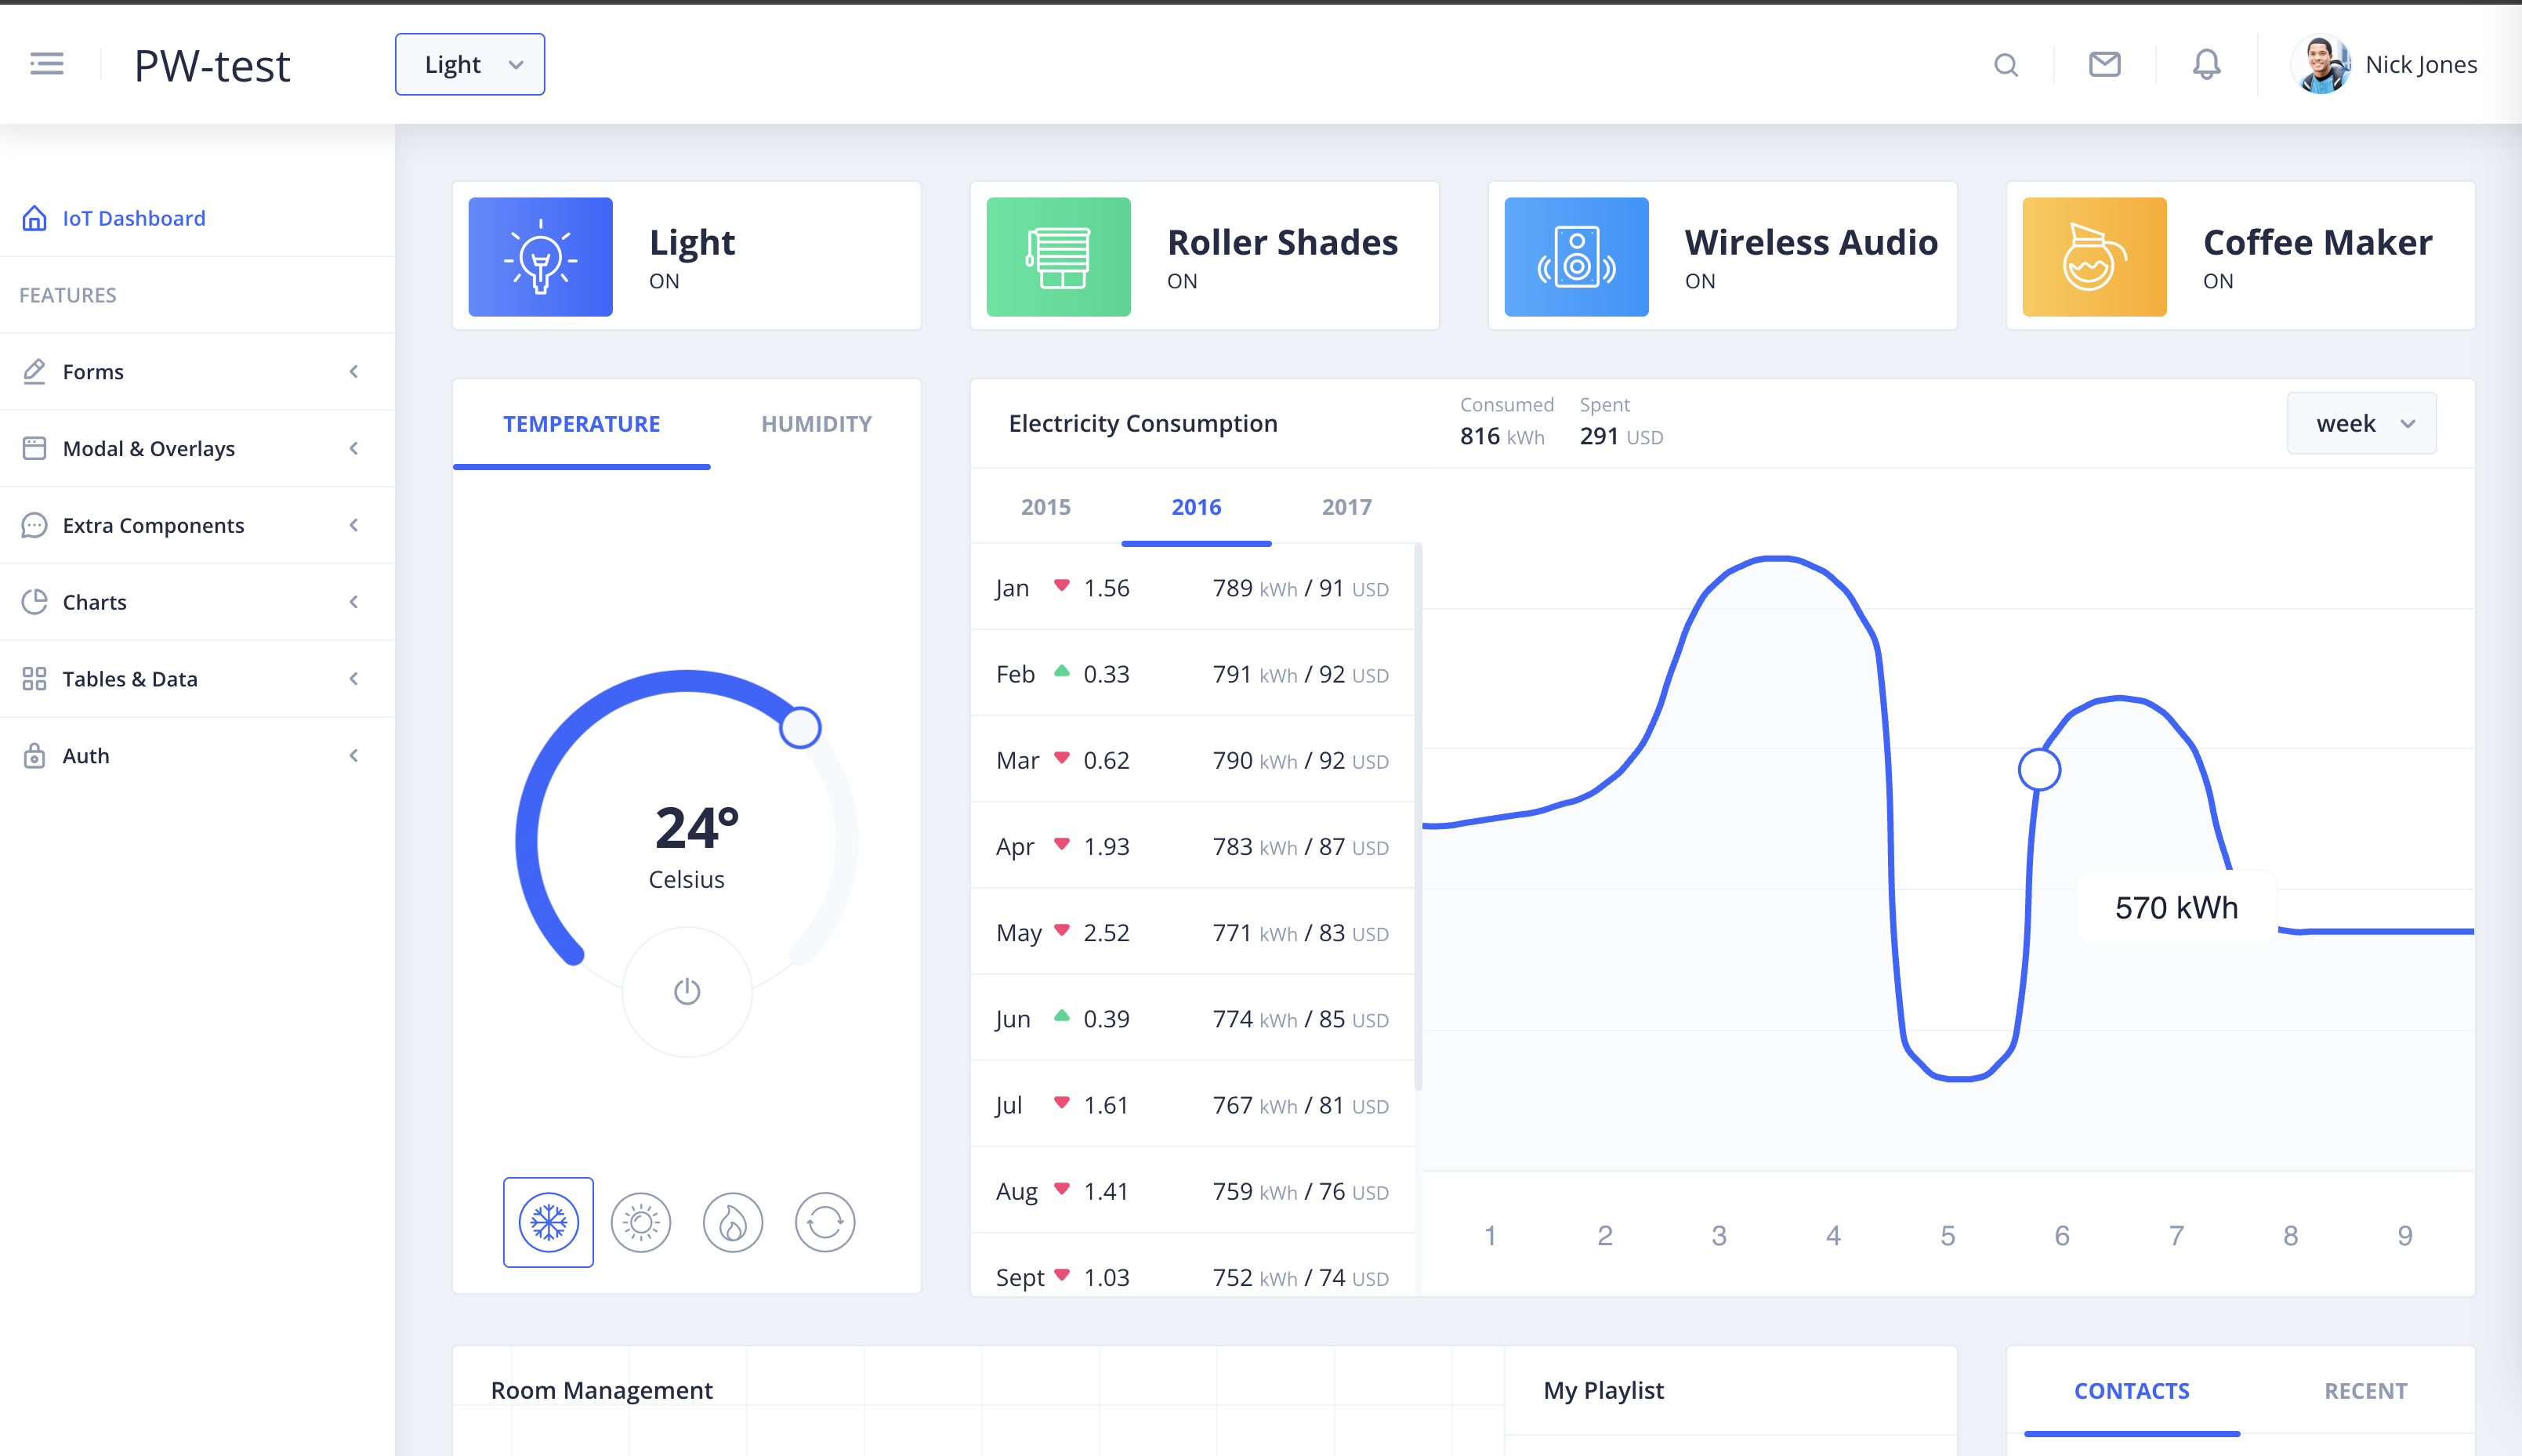 PW-test
Light
Nick Jones
IoT Dashboard
FEATURES
Forms
Modal & Overlays
Extra Components
Charts
Tables & Data
Auth
Light
ON
Roller Shades
ON
Wireless Audio
ON
Coffee Maker
ON
TEMPERATURE HUMIDITY
24°
Celsius
Electricity Consumption
Consumed
816 kWh
Spent
291 USD
week
2015 2016 2017
Jan 1.56 789 kWh / 91 USD
Feb 0.33 791 kWh / 92 USD
Mar 0.62 790 kWh / 92 USD
Apr 1.93 783 kWh / 87 USD
May 2.52 771 kWh / 83 USD
Jun 0.39 774 kWh / 85 USD
Jul 1.61 767 kWh / 81 USD
Aug 1.41 759 kWh / 76 USD
Sept 1.03 752 kWh / 74 USD
570 kWh
1 2 3 4 5 6 7 8 9
Room Management
My Playlist
CONTACTS RECENT